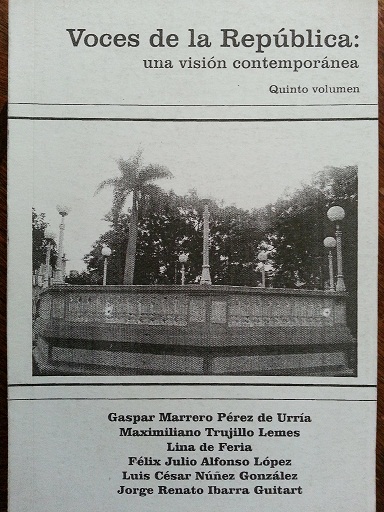 Voces de la República:
una visión contemporánea
Quinto volumen
Gaspar Marrero Pérez de Urría
Maximiliano Trujillo Lemes
Lina de Feria
Félix Julio Alfonso López
Luis César Núñez González
Jorge Renato Ibarra Guitart